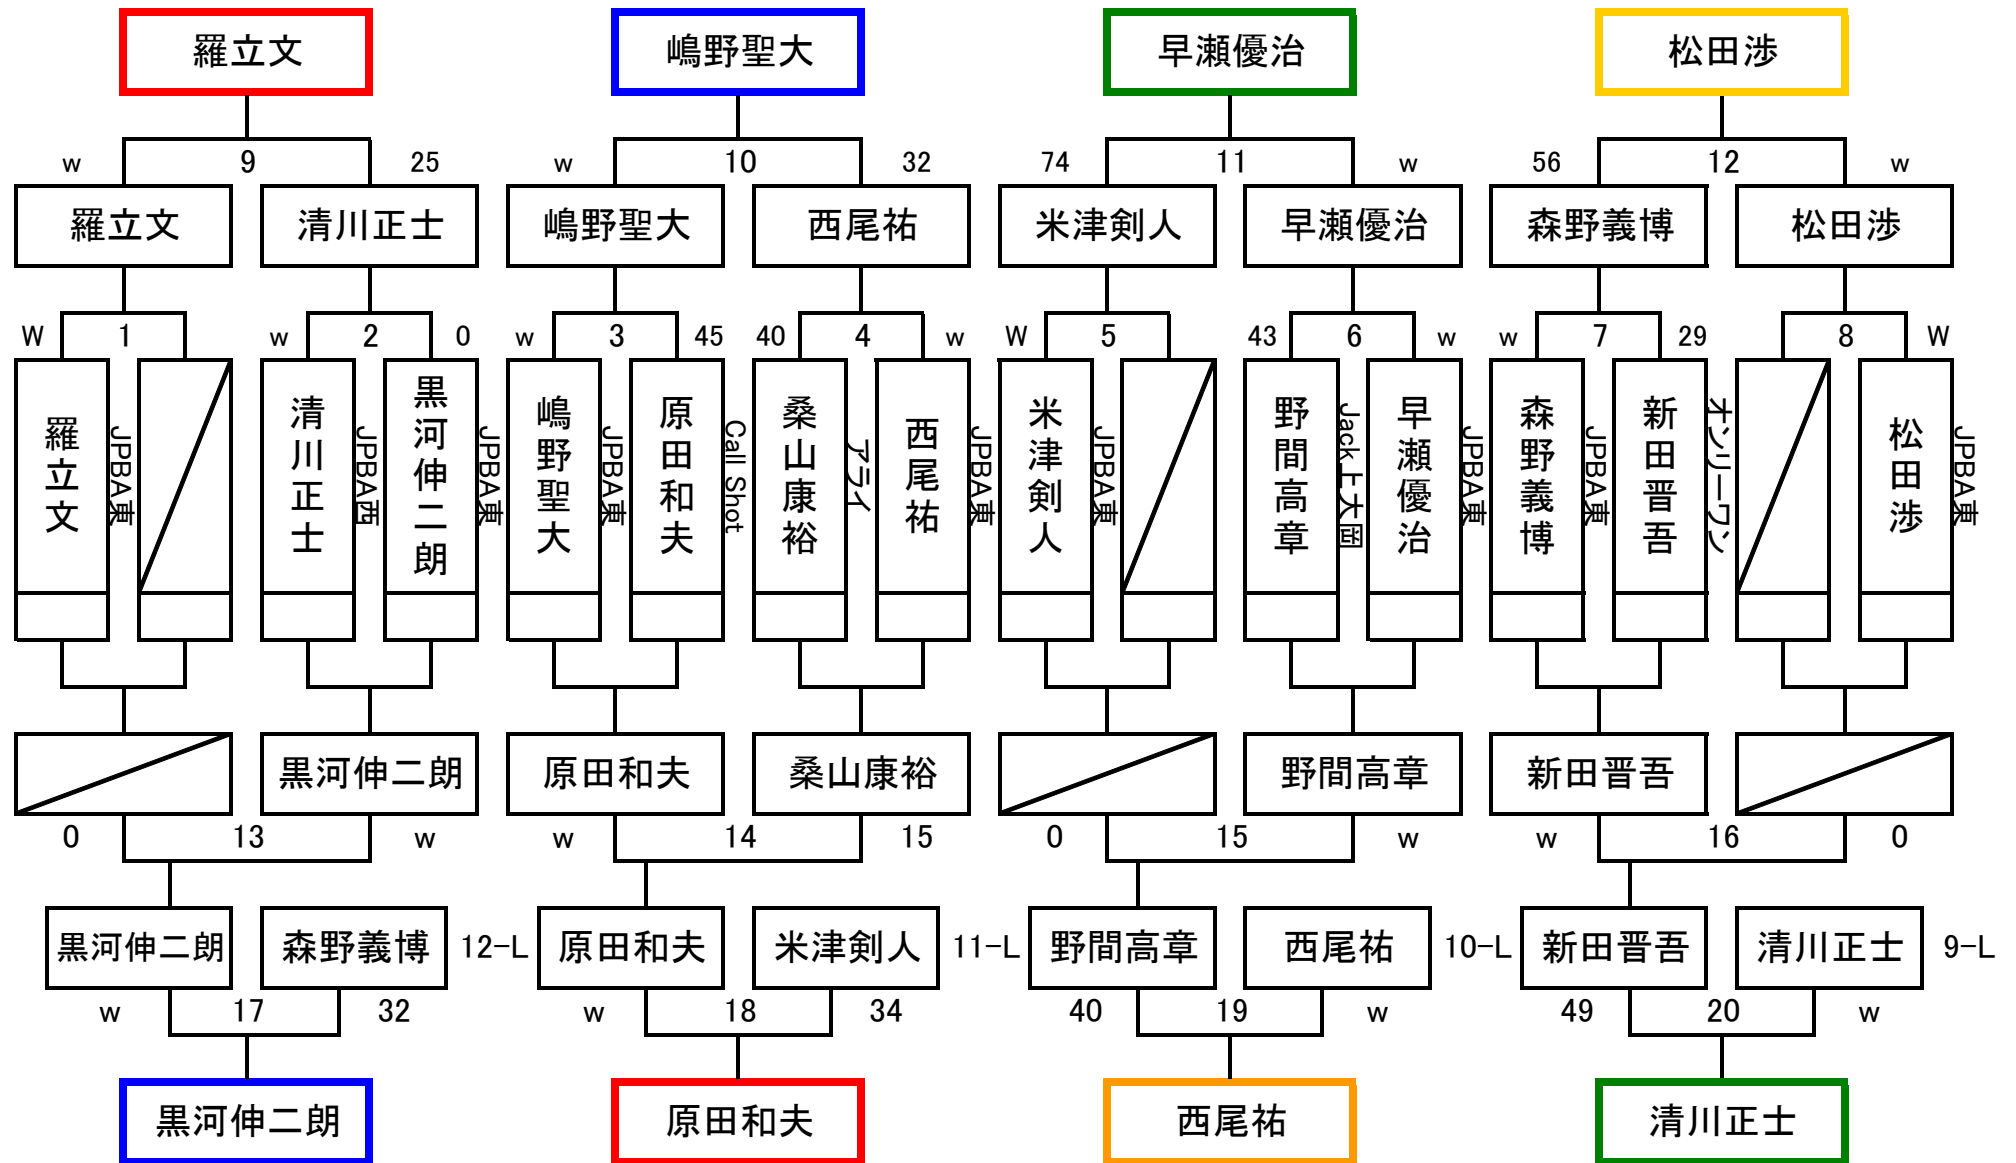 羅立文 嶋野聖大 早瀬優治 松田渉
w 9 25 w 10 32 74 11 w 56 12 w
羅立文 清川正士 嶋野聖大 西尾祐 米津剣人 早瀬優治 森野義博 松田渉
W 1 w 2 0 w 3 45 40 4 w W 5 43 6 w w 7 29 8 W
羅立文
JPBA東
清川正士
JPBA西
黒河伸二朗
JPBA東
嶋野聖大
JPBA東
原田和夫
Call Shot
桑山康裕
アライ
西尾祐
JPBA東
米津剣人
JPBA東
野間高章
Jack上大岡
早瀬優治
JPBA東
森野義博
JPBA東
新田晋吾
オンリーワン
松田渉
JPBA東
黒河伸二朗 原田和夫 桑山康裕 野間高章 新田晋吾
0 13 w w 14 15 0 15 w w 16 0
黒河伸二朗 森野義博 12-L 原田和夫 米津剣人 11-L 野間高章 西尾祐 10-L 新田晋吾 清川正士 9-L
w 17 32 w 18 34 40 19 w 49 20 w
黒河伸二朗 原田和夫 西尾祐 清川正士